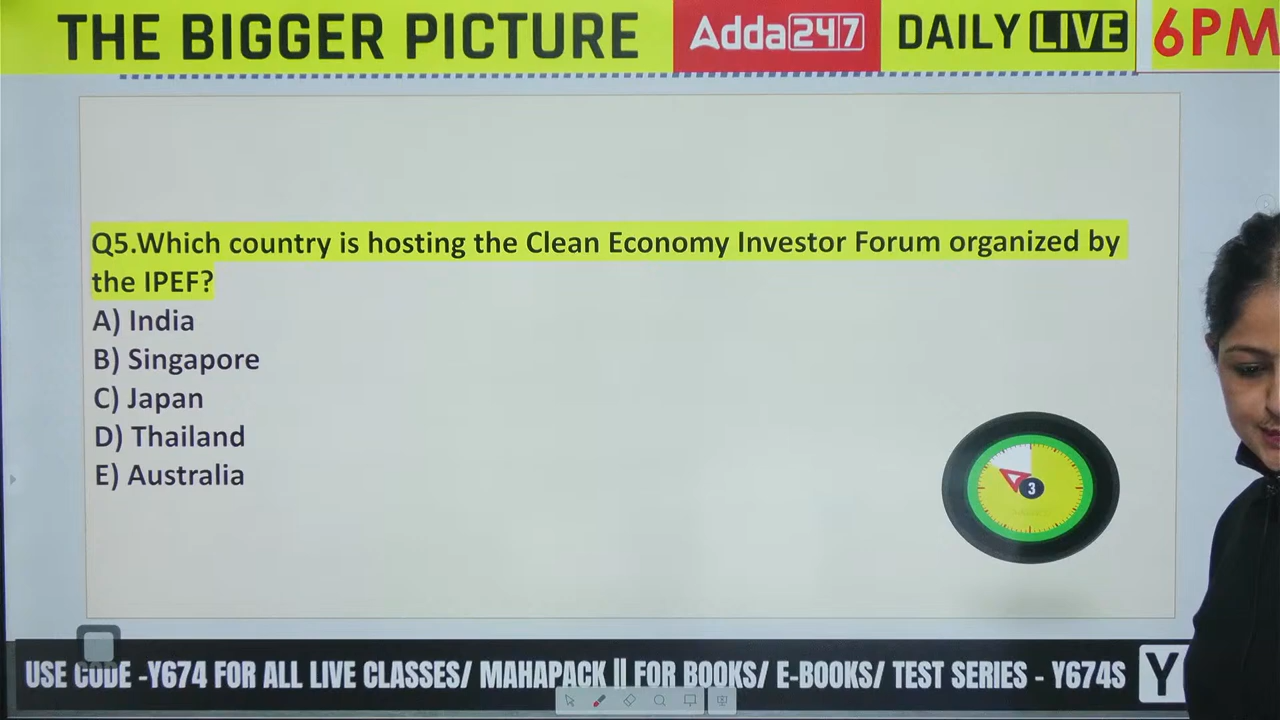 THE BIGGER PICTURE Adda247 DAILY LIVE 6PM
Q5.Which country is hosting the Clean Economy Investor Forum organized by
the IPEF?
A) India
B) Singapore
C) Japan
D) Thailand
E) Australia
3
USE CODE -Y674 FOR ALL LIVE CLASSES/ MAHAPACK || FOR BOOKS/ E-BOOKS/ TEST SERIES - Y674S Y